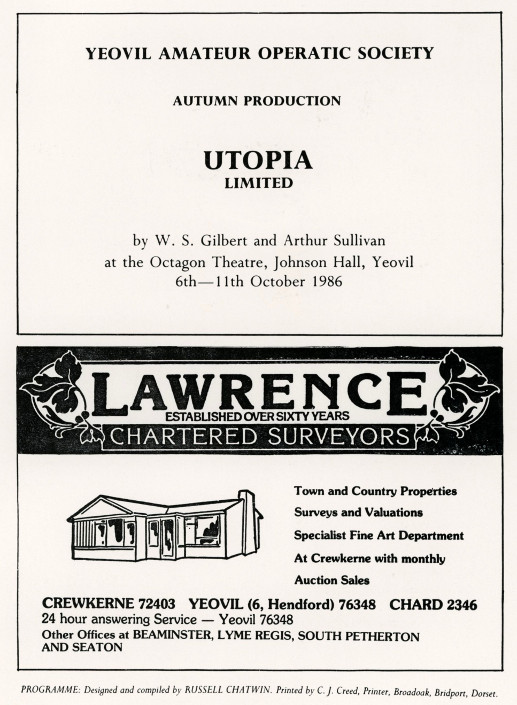 YEOVIL AMATEUR OPERATIC SOCIETY
AUTUMN PRODUCTION
UTOPIA
LIMITED
by W. S. Gilbert and Arthur Sullivan
at the Octagon Theatre, Johnson Hall, Yeovil
6th—11th October 1986
LAWRENCE
ESTABLISHED OVER SIXTY YEARS
CHARTERED SURVEYORS
Town and Country Properties
Surveys and Valuations
Specialist Fine Art Department
At Crewkerne with monthly
Auction Sales
CREWKERNE 72403 YEOVIL (6, Hendford) 76348 CHARD 2346
24 hour answering Service — Yeovil 76348
Other Offices at BEAMINSTER, LYME REGIS, SOUTH PETHERTON
AND SEATON
PROGRAMME: Designed and compiled by RUSSELL CHATWIN. Printed by C. J. Creed, Printer, Broadoak, Bridport, Dorset.